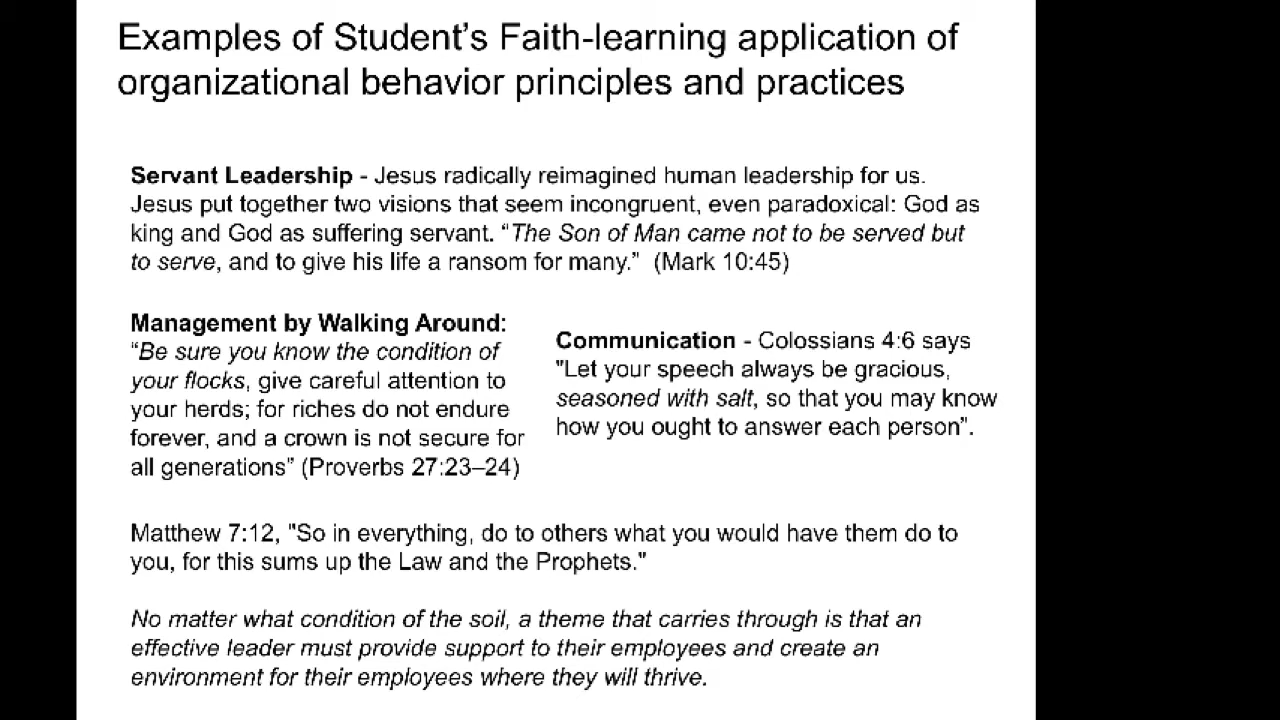 Examples of Student’s Faith-learning application of
organizational behavior principles and practices
Servant Leadership - Jesus radically reimagined human leadership for us.
Jesus put together two visions that seem incongruent, even paradoxical: God as
king and God as suffering servant. “The Son of Man came not to be served but
to serve, and to give his life a ransom for many.”  (Mark 10:45)
Management by Walking Around:
“Be sure you know the condition of
your flocks, give careful attention to
your herds; for riches do not endure
forever, and a crown is not secure for
all generations” (Proverbs 27:23–24)
Communication - Colossians 4:6 says
"Let your speech always be gracious,
seasoned with salt, so that you may know
how you ought to answer each person”.
Matthew 7:12, "So in everything, do to others what you would have them do to
you, for this sums up the Law and the Prophets."
No matter what condition of the soil, a theme that carries through is that an
effective leader must provide support to their employees and create an
environment for their employees where they will thrive.